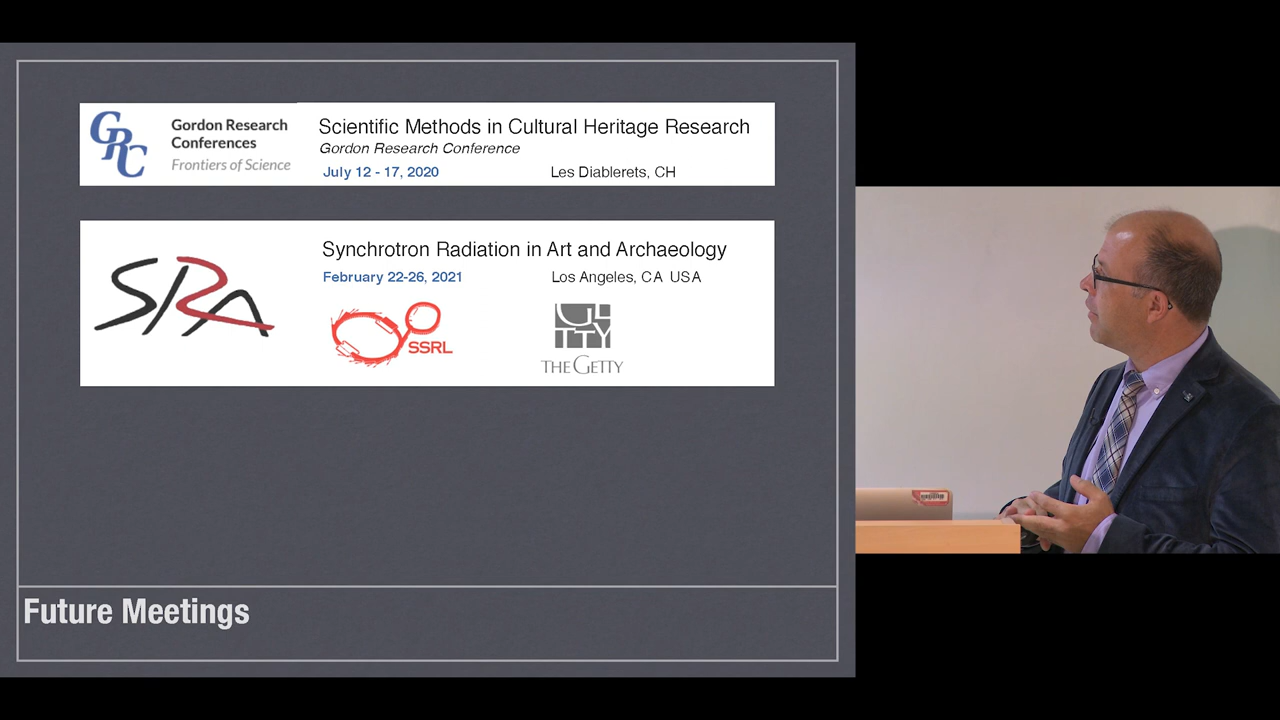 GRC
Gordon Research
Conferences
Frontiers of Science
Scientific Methods in Cultural Heritage Research
Gordon Research Conference
July 12 - 17, 2020 Les Diablerets, CH
SRA
Synchrotron Radiation in Art and Archaeology
February 22-26, 2021 Los Angeles, CA USA
SSRL
GETTY
THE GETTY
Future Meetings